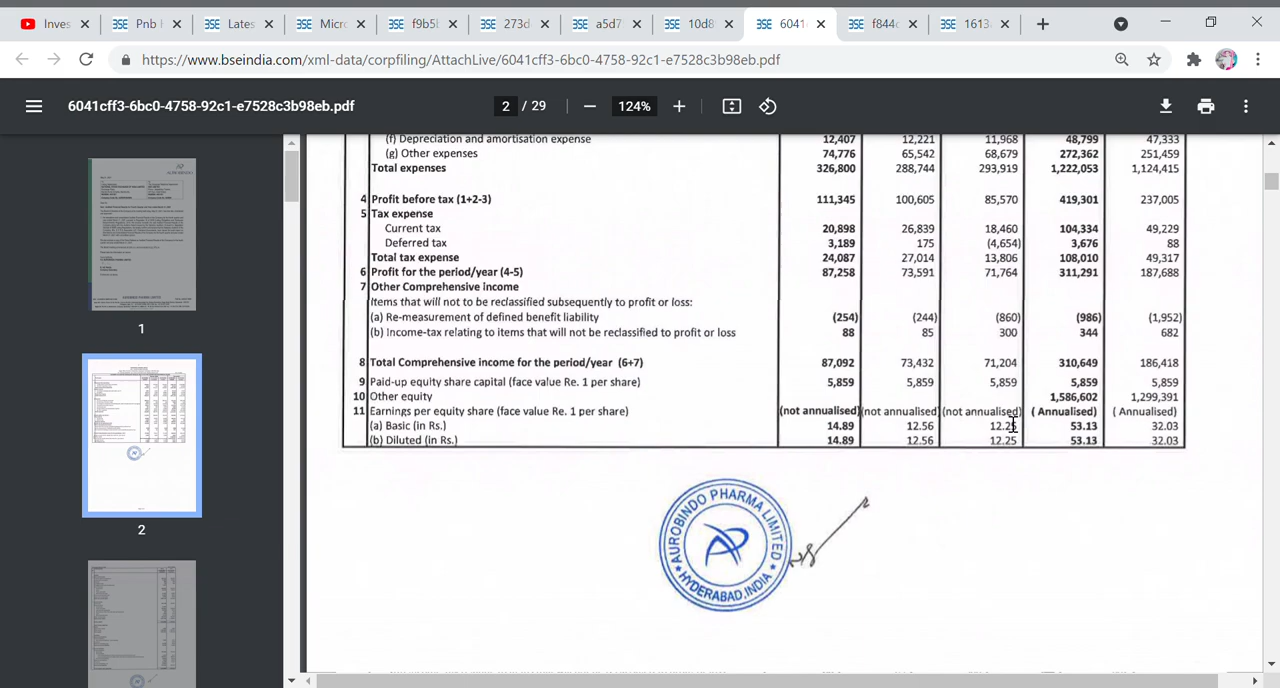 Inves
Pnb
Lates
Micro
f9b5
273d
a5d7
10d8
6041
f844
1613
https://www.bseindia.com/xml-data/corpfiling/AttachLive/6041cff3-6bc0-4758-92c1-e7528c3b98eb.pdf
6041cff3-6bc0-4758-92c1-e7528c3b98eb.pdf
2 / 29
124%
1
2
(f) Depreciation and amortisation expense 12,407 12,221 11,968 48,799 47,333
(g) Other expenses 74,776 65,542 68,679 272,362 251,459
Total expenses 326,800 288,744 293,919 1,222,053 1,124,415
4 Profit before tax (1+2-3) 111,345 100,605 85,570 419,301 237,005
5 Tax expense
Current tax 20,898 26,839 18,460 104,334 49,229
Deferred tax 3,189 175 (4,654) 3,676 88
Total tax expense 24,087 27,014 13,806 108,010 49,317
6 Profit for the period/year (4-5) 87,258 73,591 71,764 311,291 187,688
7 Other Comprehensive income
Items that will not to be reclassified subsequently to profit or loss:
(a) Re-measurement of defined benefit liability (254) (244) (860) (986) (1,952)
(b) Income-tax relating to items that will not be reclassified to profit or loss 88 85 300 344 682
8 Total Comprehensive income for the period/year (6+7) 87,092 73,432 71,204 310,649 186,418
9 Paid-up equity share capital (face value Re. 1 per share) 5,859 5,859 5,859 5,859 5,859
10 Other equity 1,586,602 1,299,391
11 Earnings per equity share (face value Re. 1 per share) (not annualised) (not annualised) (not annualised) ( Annualised) ( Annualised)
(a) Basic (in Rs.) 14.89 12.56 12.25 53.13 32.03
(b) Diluted (in Rs.) 14.89 12.56 12.25 53.13 32.03
AUROBINDO PHARMA LIMITED
★ HYDERABAD, INDIA ★